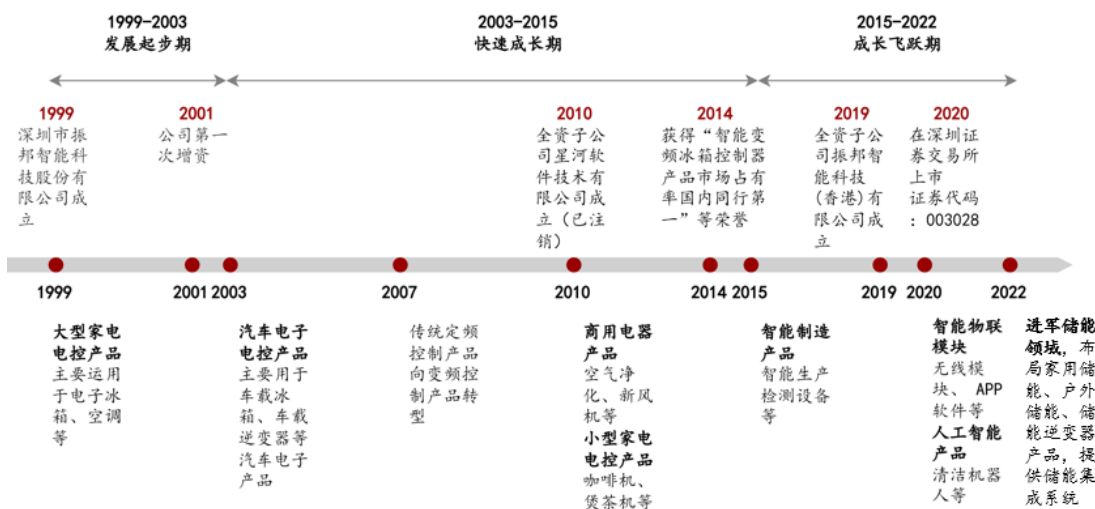 1999-2003
发展起步期
2003-2015
快速成长期
2015-2022
成长飞跃期
1999
深圳市振
邦智能科
技股份有
限公司成
立
2001
公司第一
次增资
2010
全资子公
司星河软
件技术有
限公司成
立(已注
销)
2014
获得“智能变
频冰箱控制器
产品市场占有
率国内同行第
一”等荣誉
2019
全资子公
司振邦智
能科技
(香港)有
限公司成
立
2020
在深圳证
券交易所
上市
证券代码
:003028
1999
2001
2003
2007
2010
2014
2015
2019
2020
2022
大型家电
电控产品
主要运用
于电子冰
箱、空调
等
汽车电子
电控产品
主要用于
车载冰
箱、车载
逆变器等
汽车电子
产品
传统定频
控制产品
向变频控
制产品转
型
商用电器
产品
空气净
化、新风
机等
小型家电
电控产品
咖啡机、
煲茶机等
智能制造
产品
智能生产
检测设备
等
智能物联
模块
无线模
块、APP
软件等
人工智能
产品
清洁机器
人等
进军储能
领域，布
局家用储
能、户外
储能、储
能逆变器
产品，提
供储能集
成系统